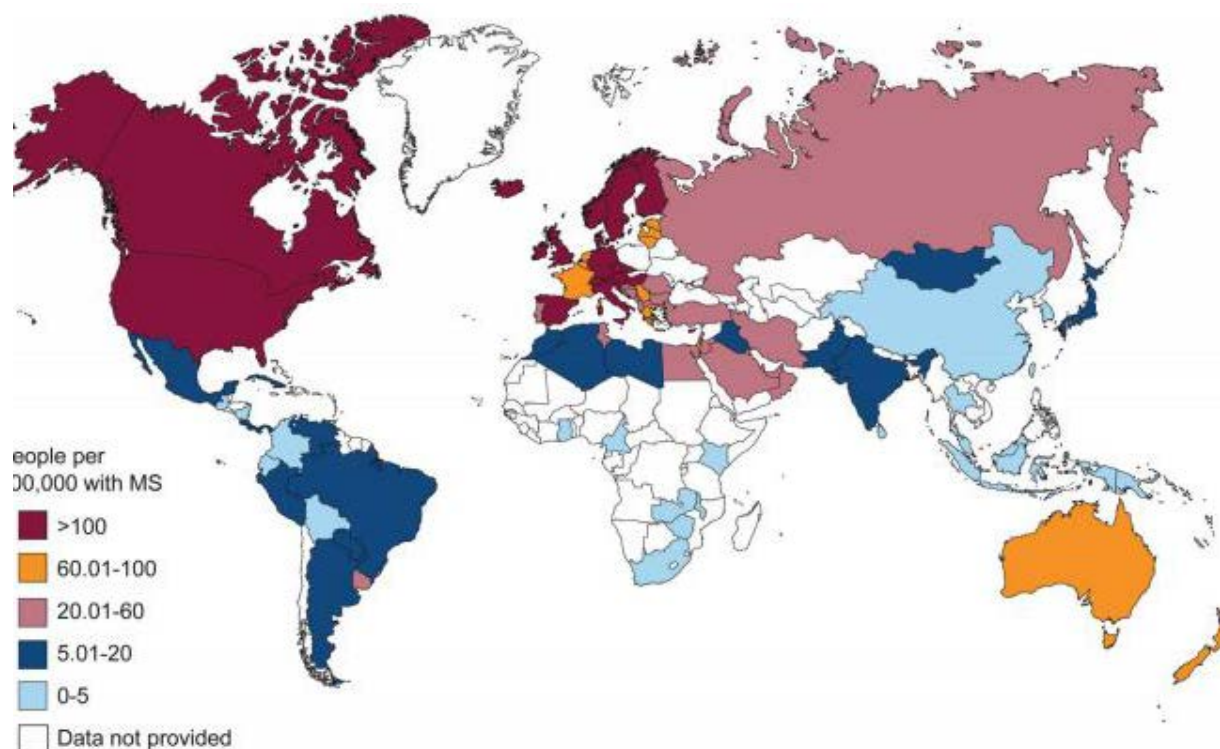 eople per
00,000 with MS
>100
60.01-100
20.01-60
5.01-20
0-5
Data not provided